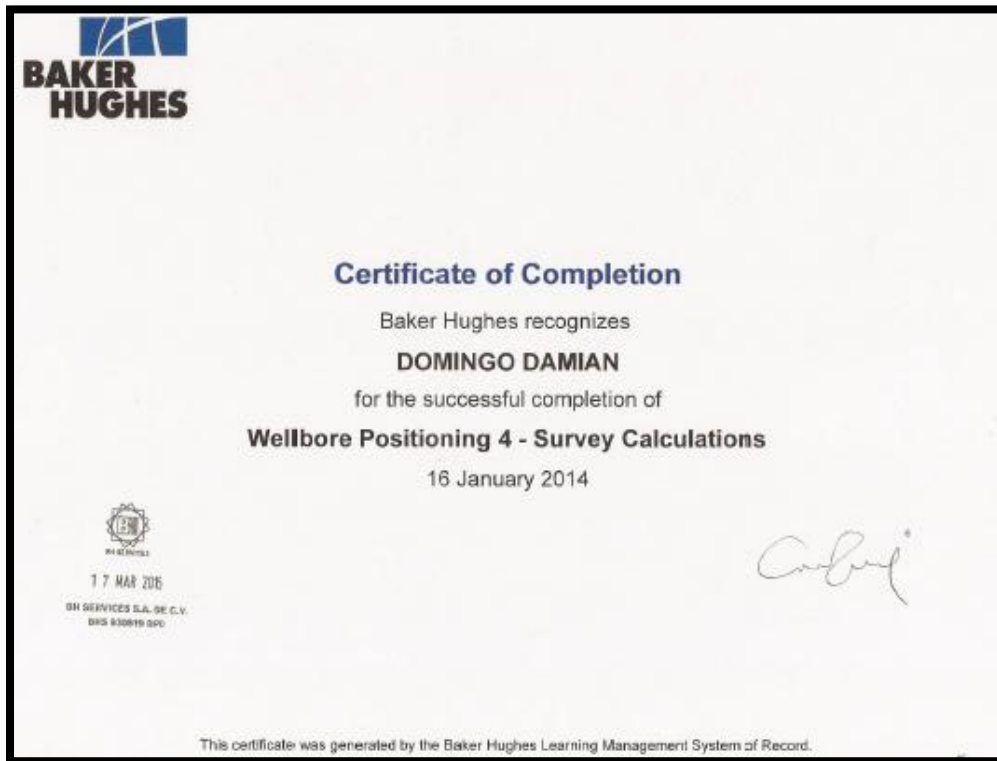 BAKER
HUGHES
Certificate of Completion
Baker Hughes recognizes
DOMINGO DAMIAN
for the successful completion of
Wellbore Positioning 4 - Survey Calculations
16 January 2014
17 MAR
BH SERVICES S.A. DE C.V.
This certificate was generated by the Baker Hughes Learning Management System of Record.